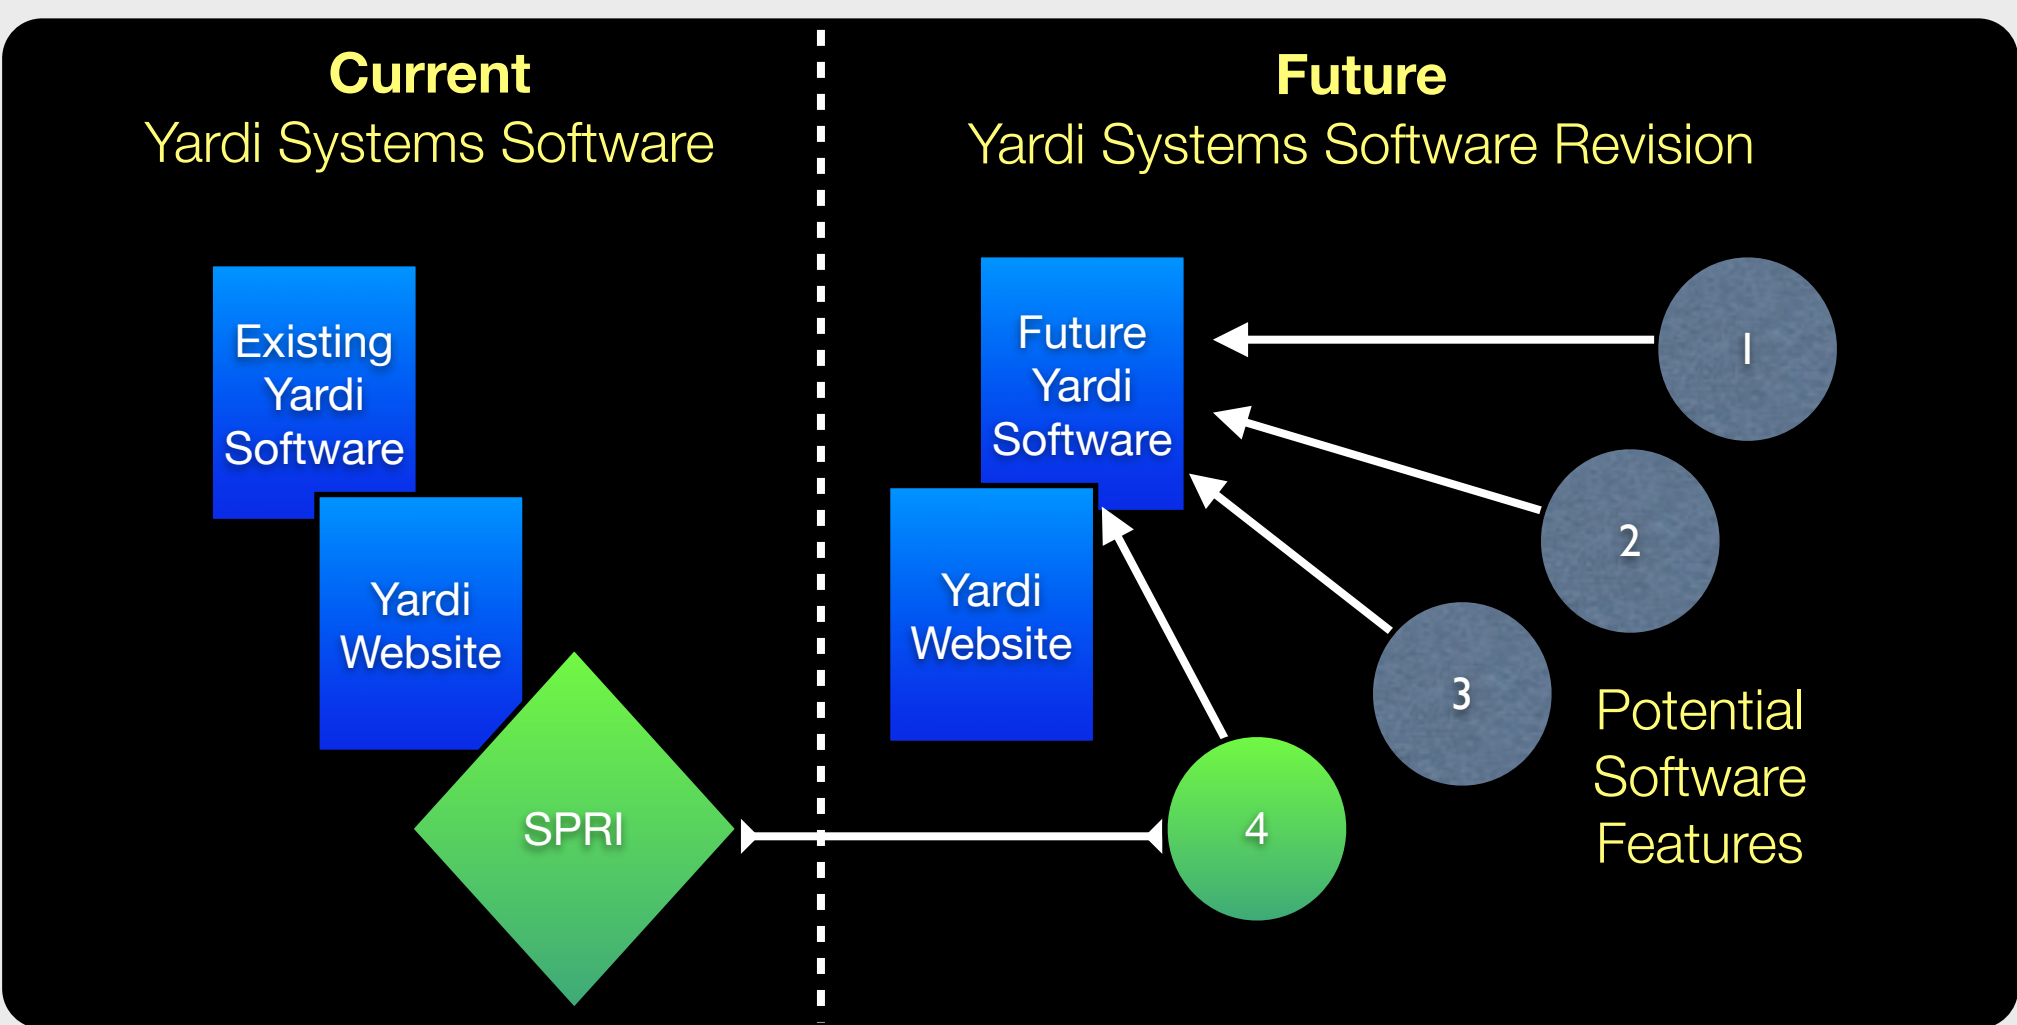 Current
Yardi Systems Software
Existing
Yardi
Software
Yardi
Website
SPRI
Future
Yardi Systems Software Revision
Future
Yardi
Software
Yardi
Website
1
2
3
4
Potential
Software
Features